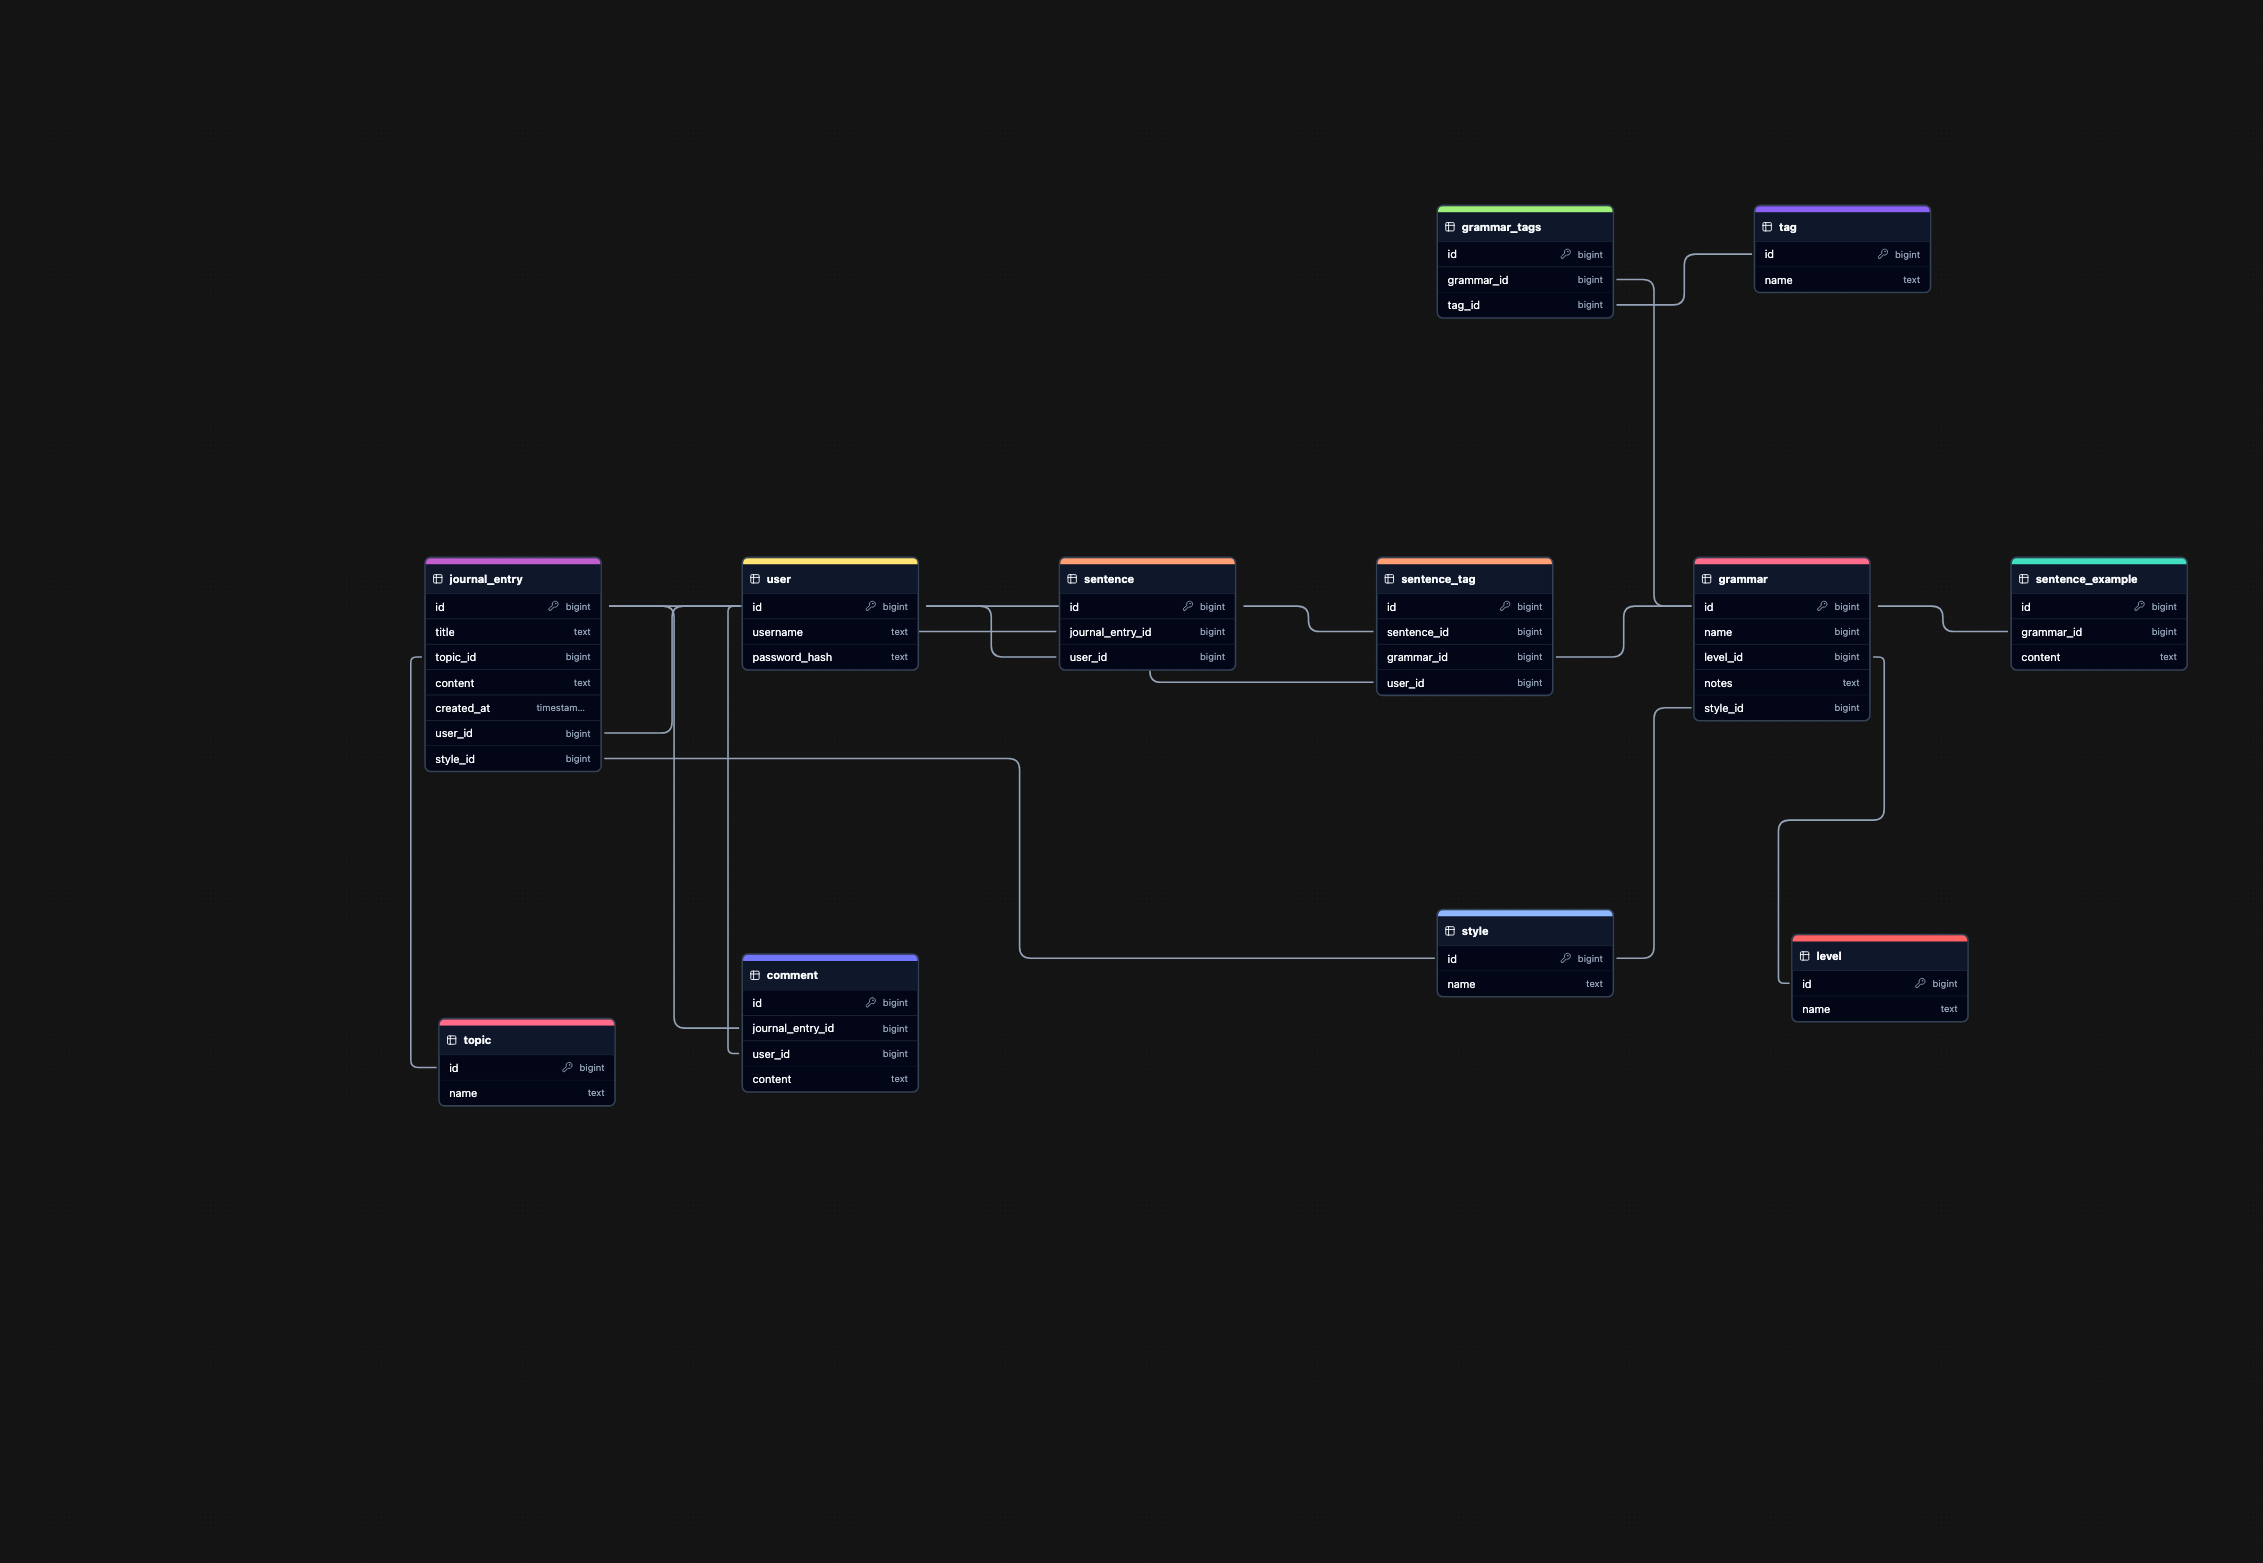 grammar_tags
id bigint
grammar_id bigint
tag_id bigint
tag
id bigint
name text
journal_entry
id bigint
title text
topic_id bigint
content text
created_at timestam...
user_id bigint
style_id bigint
user
id bigint
username text
password_hash text
sentence
id bigint
journal_entry_id bigint
user_id bigint
sentence_tag
id bigint
sentence_id bigint
grammar_id bigint
user_id bigint
grammar
id bigint
name bigint
level_id bigint
notes text
style_id bigint
sentence_example
id bigint
grammar_id bigint
content text
style
id bigint
name text
level
id bigint
name text
comment
id bigint
journal_entry_id bigint
user_id bigint
content text
topic
id bigint
name text